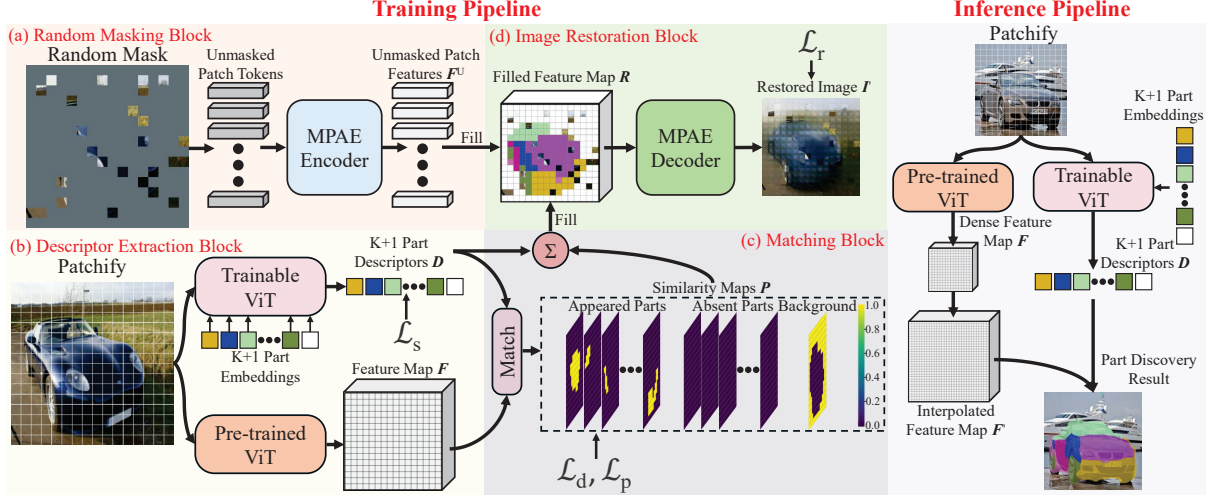 Training Pipeline
Inference Pipeline
(a) Random Masking Block
Random Mask
Unmasked
Patch Tokens
MPAE
Encoder
Unmasked Patch
Features F^U
Fill
(d) Image Restoration Block
Filled Feature Map R
MPAE
Decoder
ℒ_r
Restored Image I'
Fill
Σ
(b) Descriptor Extraction Block
Patchify
Trainable
ViT
K+1 Part
Descriptors D
ℒ_s
K+1 Part
Embeddings
Pre-trained
ViT
Feature Map F
(c) Matching Block
Match
Similarity Maps P
Appeared Parts
Absent Parts
Background
1.0
0.8
0.6
0.4
0.2
0.0
ℒ_d, ℒ_p
Patchify
K+1 Part
Embeddings
Pre-trained
ViT
Trainable
ViT
Dense Feature
Map F
K+1 Part
Descriptors D
Part Discovery
Result
Interpolated
Feature Map F'